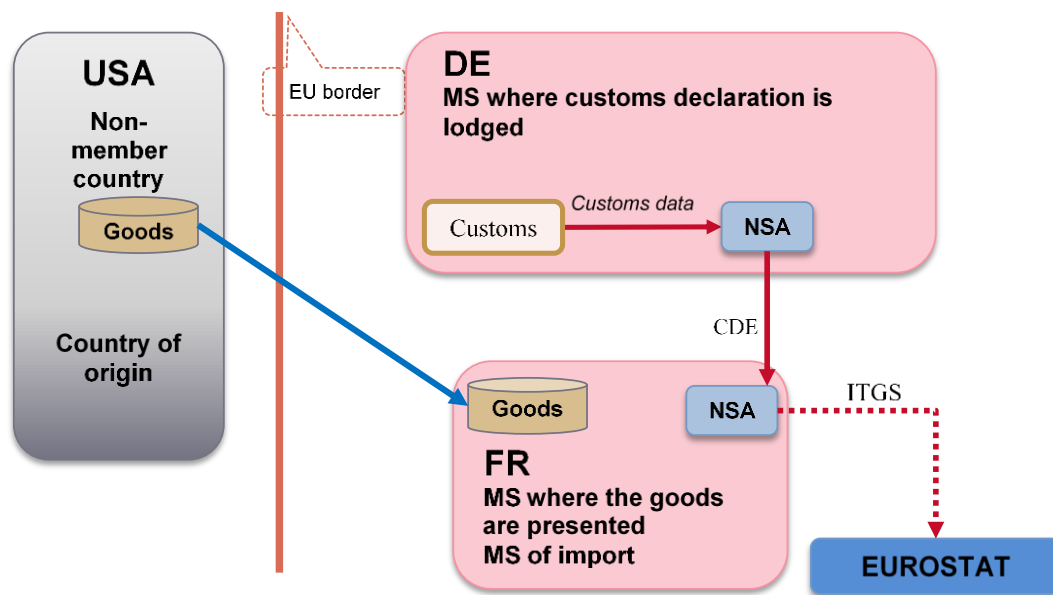 USA
Non-
member
country
Goods
Country of
origin
EU border
DE
MS where customs declaration is
lodged
Customs
Customs data
NSA
CDE
Goods
NSA
ITGS
FR
MS where the goods
are presented
MS of import
EUROSTAT